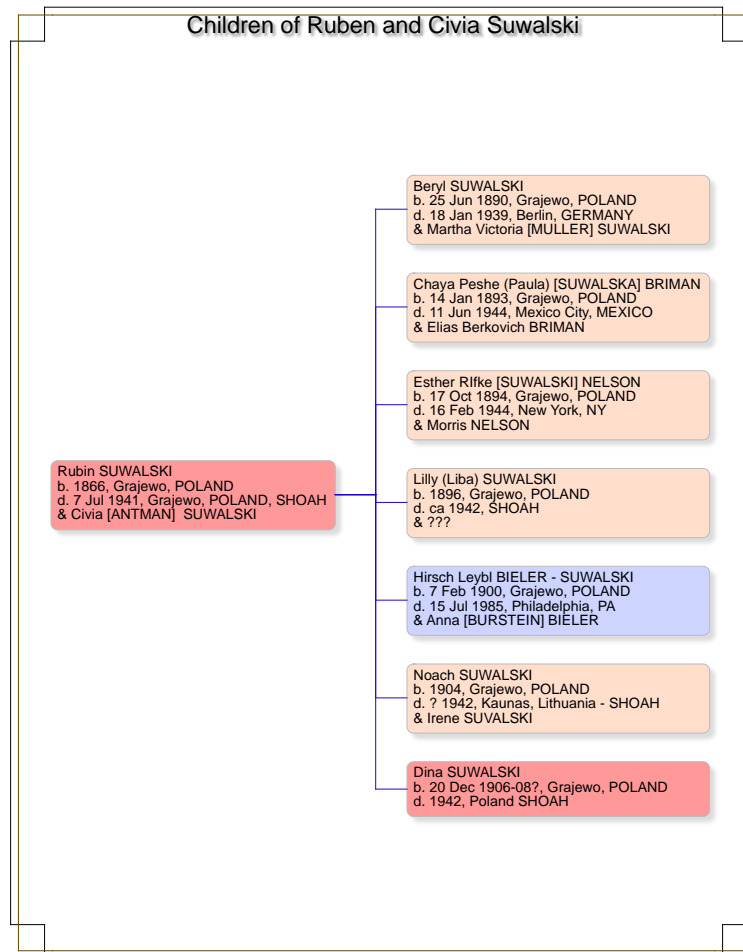 Children of Ruben and Civia Suwalski
Beryl SUWALSKI
b. 25 Jun 1890, Grajewo, POLAND
d. 18 Jan 1939, Berlin, GERMANY
& Martha Victoria [MULLER] SUWALSKI
Chaya Peshe (Paula) [SUWALSKA] BRIMAN
b. 14 Jan 1893, Grajewo, POLAND
d. 11 Jun 1944, Mexico City, MEXICO
& Elias Berkovich BRIMAN
Esther RIfke [SUWALSKI] NELSON
b. 17 Oct 1894, Grajewo, POLAND
d. 16 Feb 1944, New York, NY
& Morris NELSON
Rubin SUWALSKI
b. 1866, Grajewo, POLAND
d. 7 Jul 1941, Grajewo, POLAND, SHOAH
& Civia [ANTMAN] SUWALSKI
Lilly (Liba) SUWALSKI
b. 1896, Grajewo, POLAND
d. ca 1942, SHOAH
& ???
Hirsch Leybl BIELER - SUWALSKI
b. 7 Feb 1900, Grajewo, POLAND
d. 15 Jul 1985, Philadelphia, PA
& Anna [BURSTEIN] BIELER
Noach SUWALSKI
b. 1904, Grajewo, POLAND
d. ? 1942, Kaunas, Lithuania - SHOAH
& Irene SUVALSKI
Dina SUWALSKI
b. 20 Dec 1906-08?, Grajewo, POLAND
d. 1942, Poland SHOAH